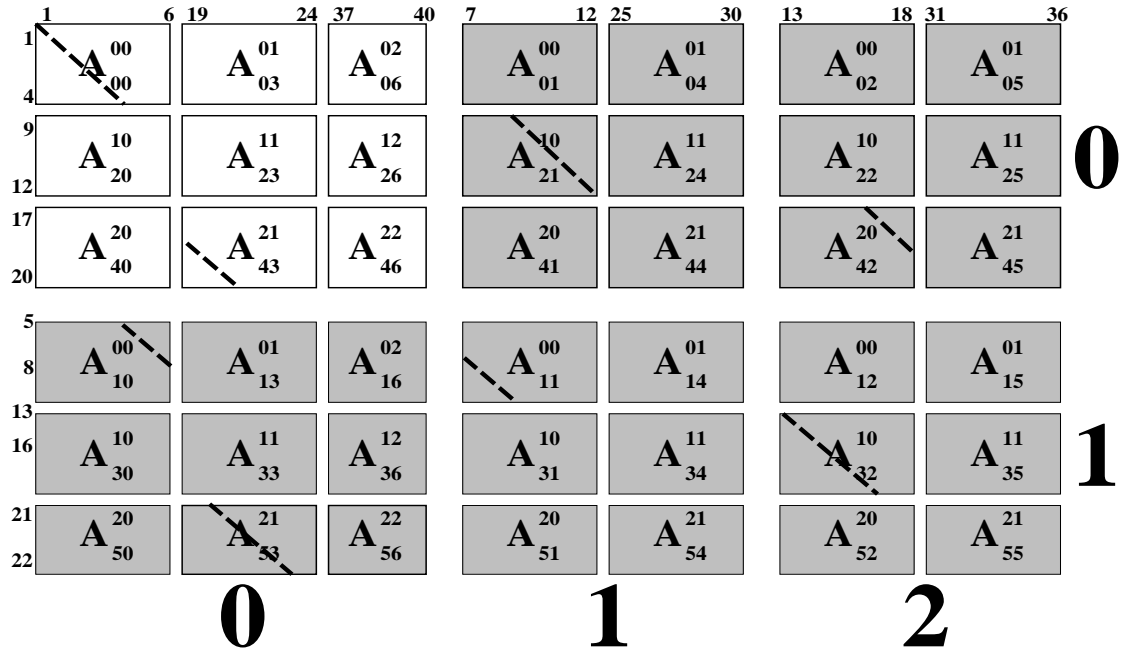 1 6 19 24 37 40 7 12 25 30 13 18 31 36
1 A 00 00 A 01 03 A 02 06 A 00 01 A 01 04 A 00 02 A 01 05
4
9 A 10 20 A 11 23 A 12 26 A 10 21 A 11 24 A 10 22 A 11 25 0
12
17 A 20 40 A 21 43 A 22 46 A 20 41 A 21 44 A 20 42 A 21 45
20
5 A 00 10 A 01 13 A 02 16 A 00 11 A 01 14 A 00 12 A 01 15
8
13 A 10 30 A 11 33 A 12 36 A 10 31 A 11 34 A 10 32 A 11 35 1
16
21 A 20 50 A 21 53 A 22 56 A 20 51 A 21 54 A 20 52 A 21 55
22
0 1 2